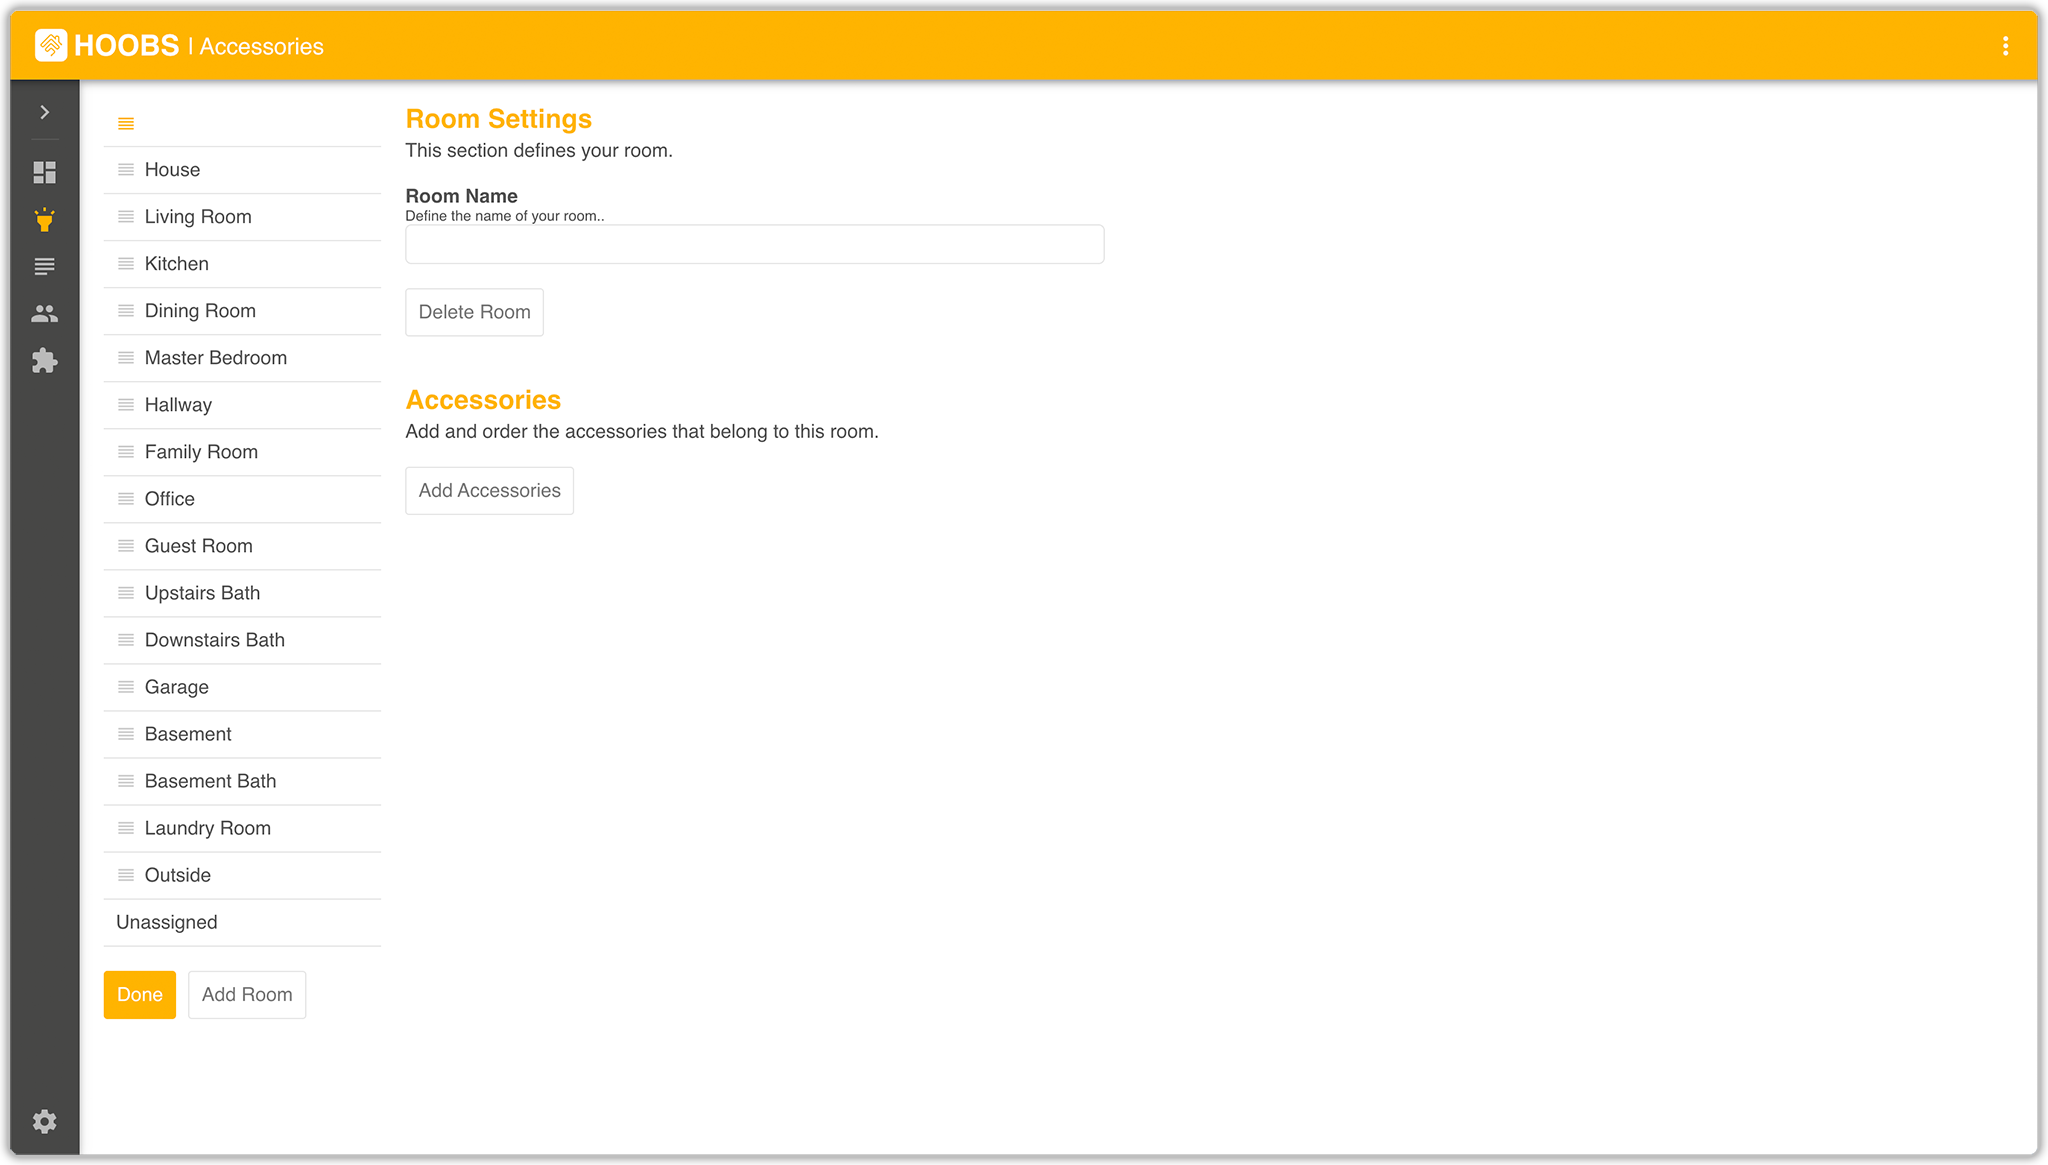 HOOBS | Accessories
House
Living Room
Kitchen
Dining Room
Master Bedroom
Hallway
Family Room
Office
Guest Room
Upstairs Bath
Downstairs Bath
Garage
Basement
Basement Bath
Laundry Room
Outside
Unassigned
Done
Add Room
Room Settings
This section defines your room.
Room Name
Define the name of your room..
Delete Room
Accessories
Add and order the accessories that belong to this room.
Add Accessories